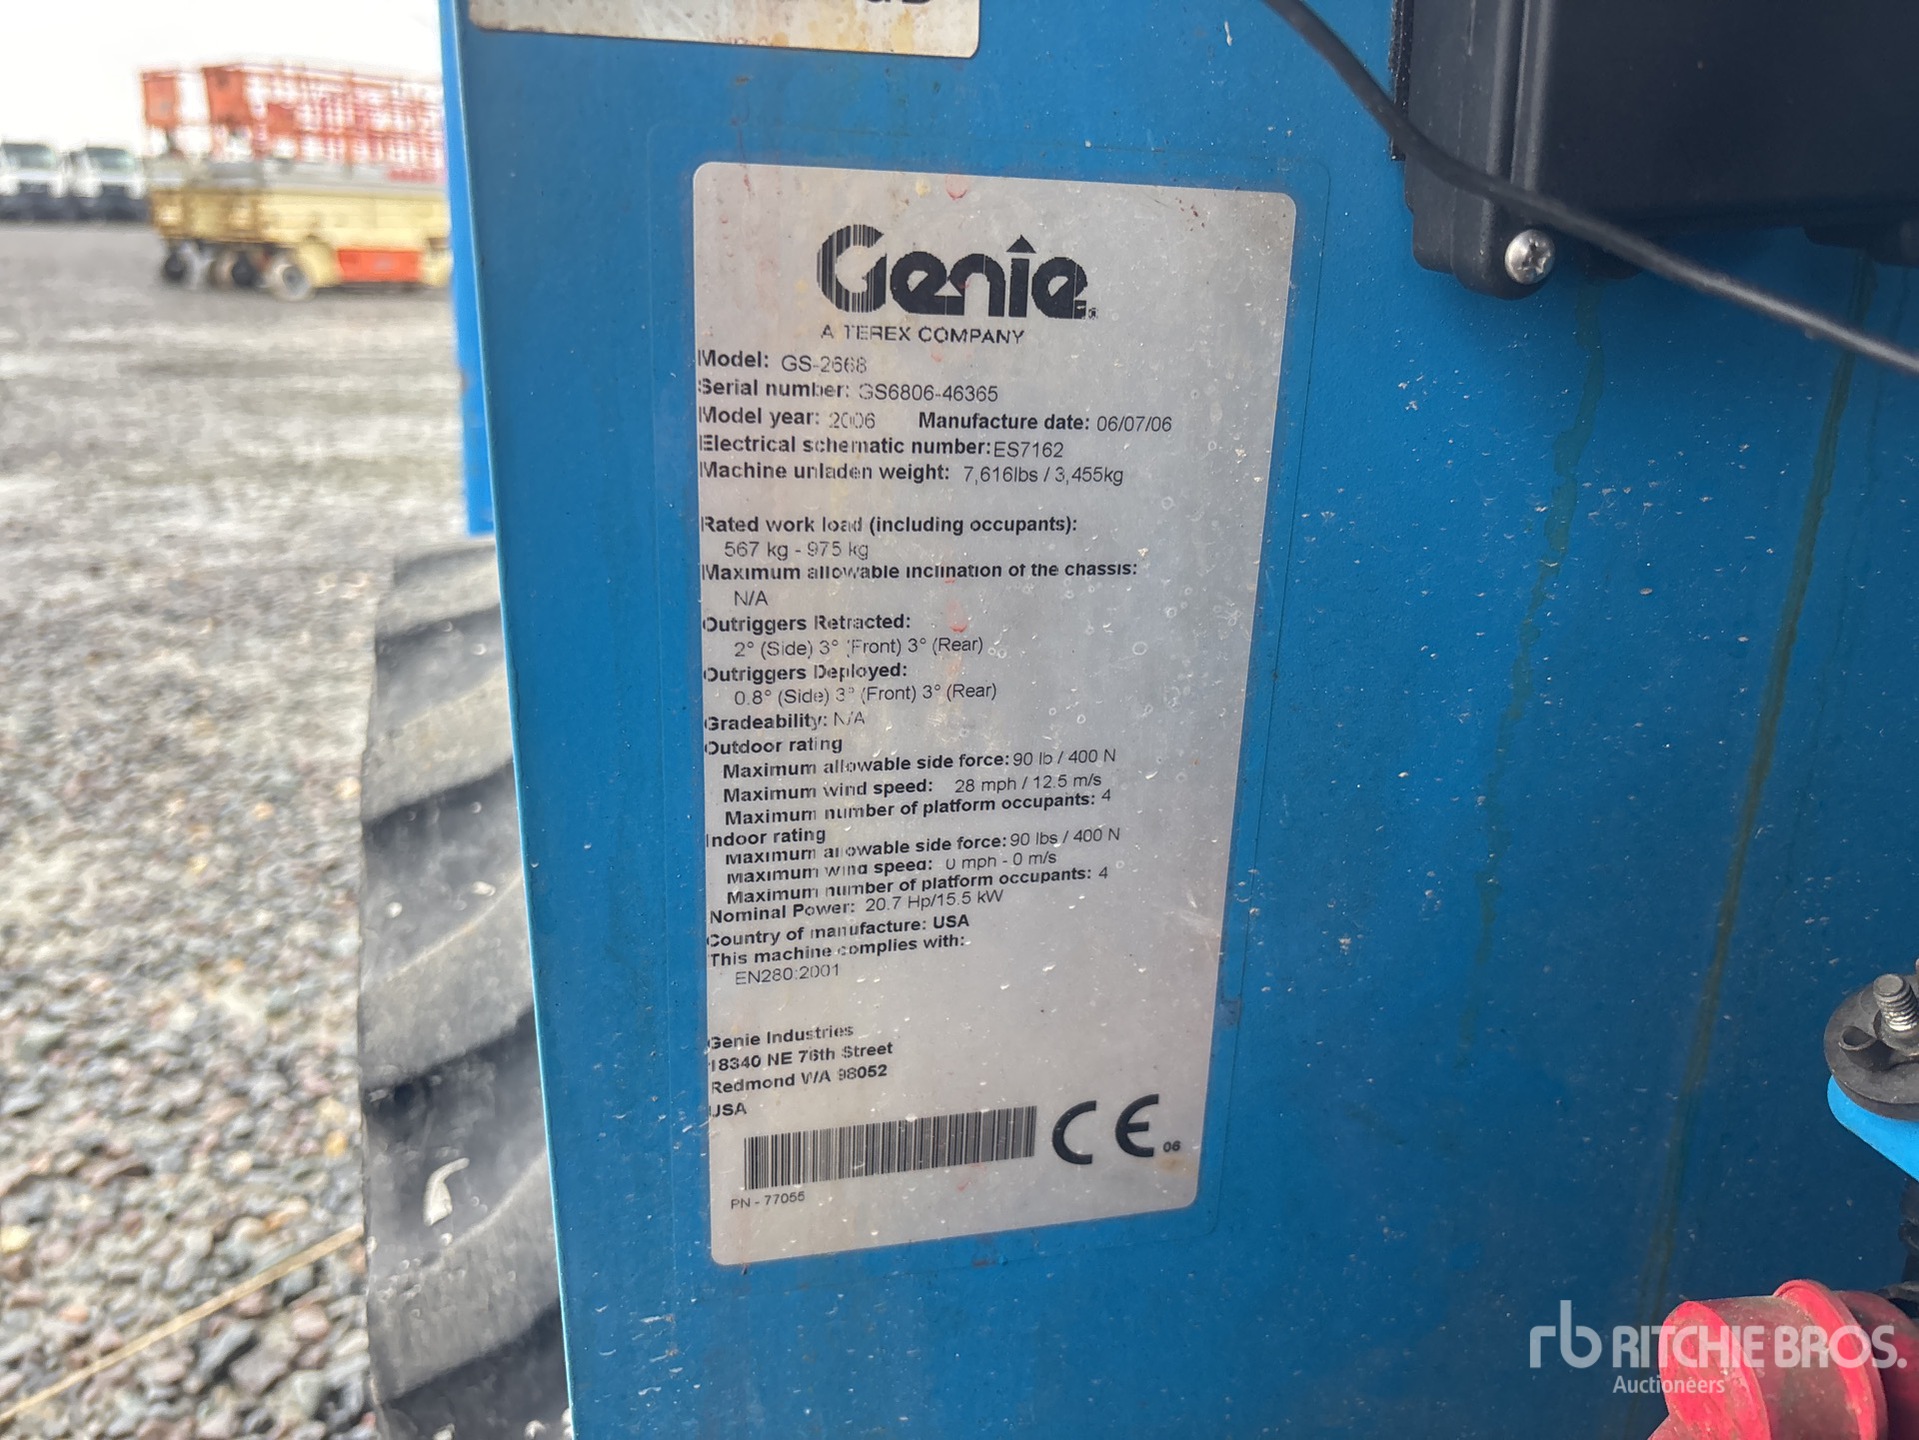 Genie
A TEREX COMPANY
Model: GS-2668
Serial number: GS6806-46365
Model year: 2006 Manufacture date: 06/07/06
Electrical schematic number: ES7162
Machine unladen weight: 7,616lbs / 3,455kg
Rated work load (including occupants):
567 kg - 975 kg
Maximum allowable inclination of the chassis:
N/A
Outriggers Retracted:
2° (Side) 3° (Front) 3° (Rear)
Outriggers Deployed:
0.8° (Side) 3° (Front) 3° (Rear)
Gradeability: N/A
Outdoor rating
Maximum allowable side force: 90 lb / 400 N
Maximum wind speed: 28 mph / 12.5 m/s
Maximum number of platform occupants: 4
Indoor rating
Maximum allowable side force: 90 lbs / 400 N
Maximum wind speed: 0 mph - 0 m/s
Maximum number of platform occupants: 4
Nominal Power: 20.7 Hp/15.5 kW
Country of manufacture: USA
This machine complies with:
EN280:2001
Genie Industries
18340 NE 76th Street
Redmond WA 98052
USA
CE 06
PN - 77055
rb RITCHIE BROS.
Auctioneers